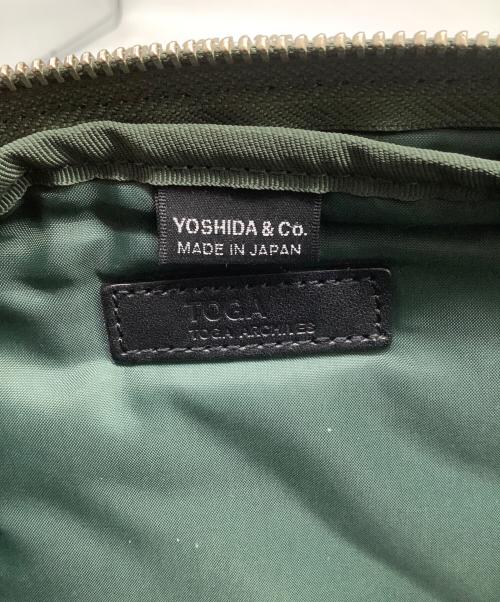 YOSHIDA & Co.
MADE IN JAPAN
TOGA
TOGA ARCHIVES